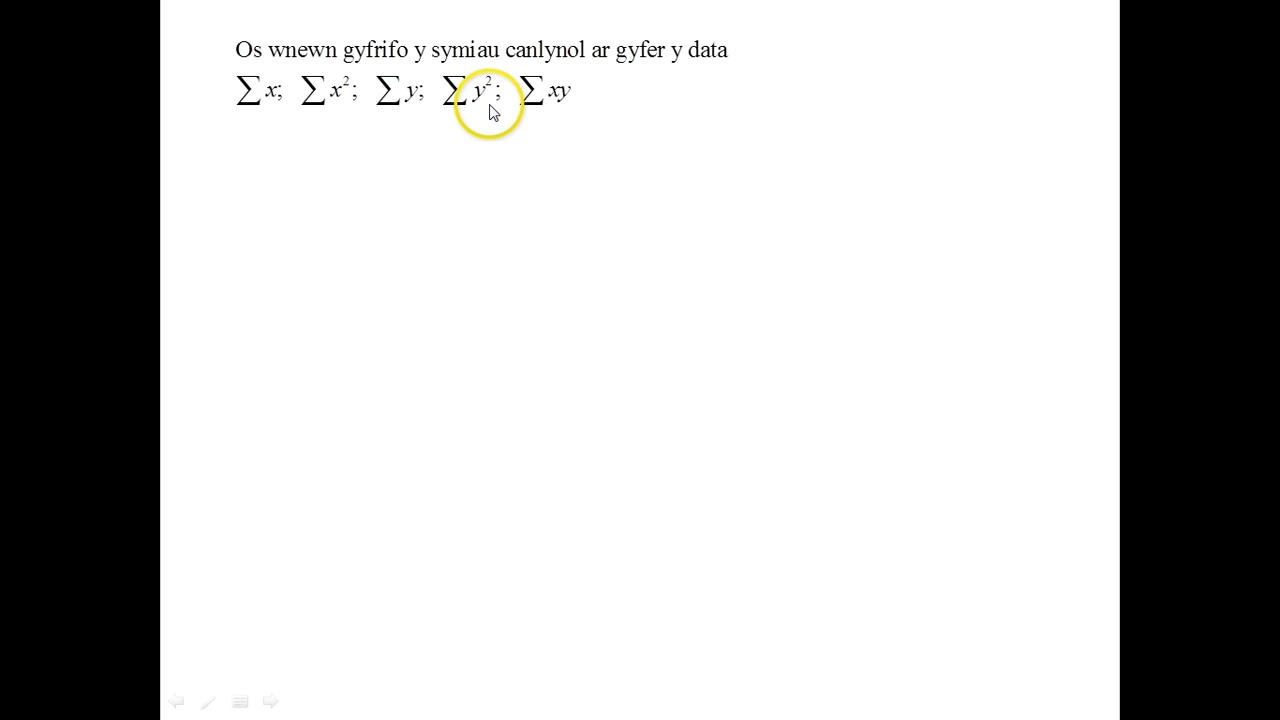 Os wnewn gyfrifo y symiau canlynol ar gyfer y data
∑ x; ∑ x²; ∑ y; ∑ y²; ∑ xy